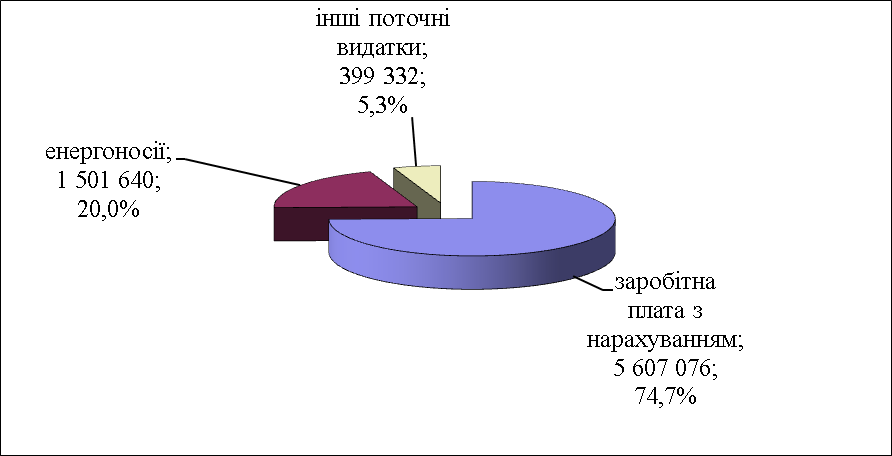 інші поточні
видатки;
399 332;
5,3%
енергоносії;
1 501 640;
20,0%
заробітна
плата з
нарахуванням;
5 607 076;
74,7%